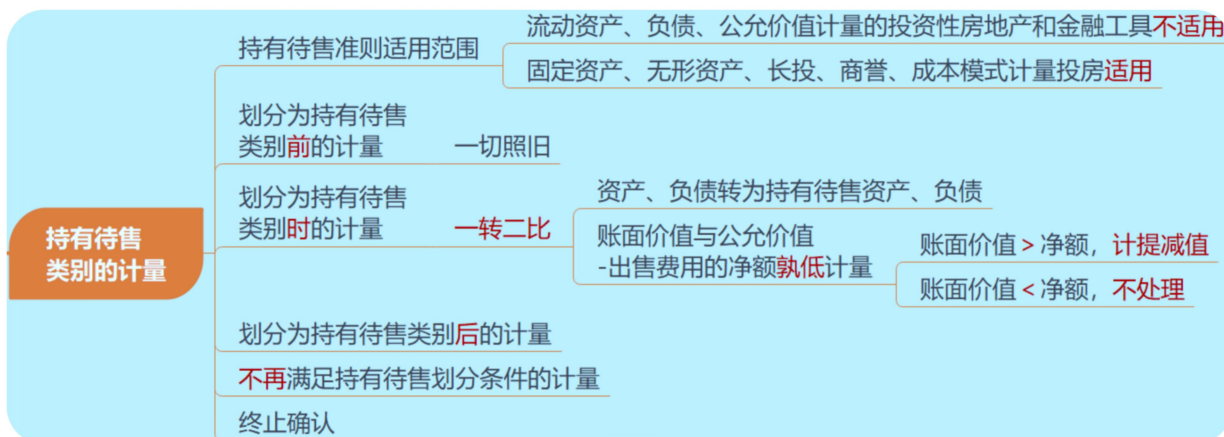 持有待售
类别的计量
持有待售准则适用范围
流动资产、负债、公允价值计量的投资性房地产和金融工具不适用
固定资产、无形资产、长投、商誉、成本模式计量投房适用
划分为持有待售
类别前的计量
一切照旧
划分为持有待售
类别时的计量
一转二比
资产、负债转为持有待售资产、负债
账面价值与公允价值
-出售费用的净额孰低计量
账面价值 > 净额，计提减值
账面价值 < 净额，不处理
划分为持有待售类别后的计量
不再满足持有待售划分条件的计量
终止确认